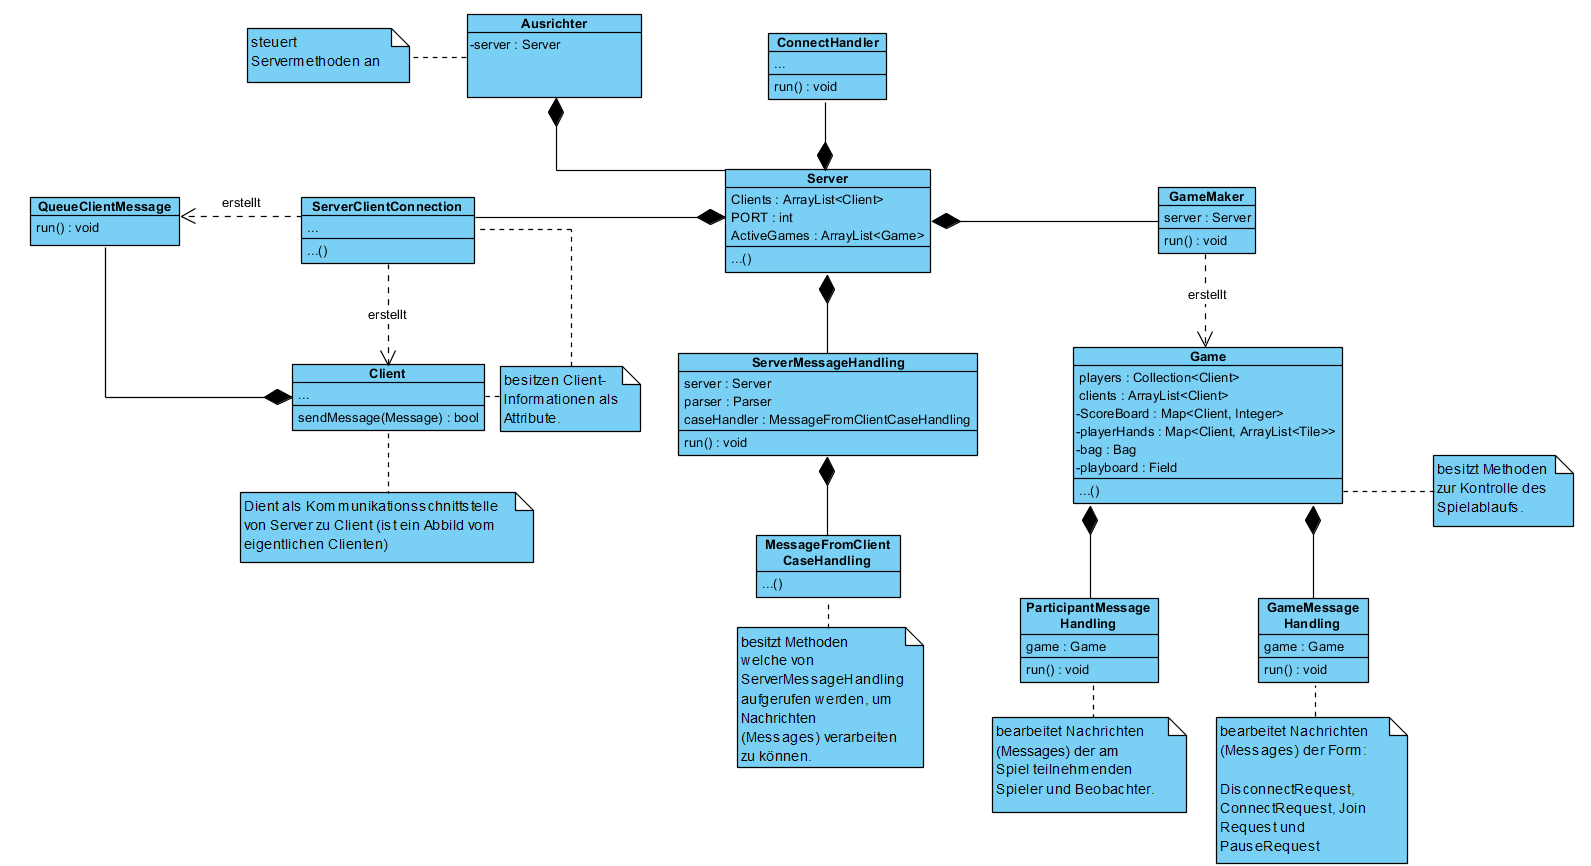 steuert
Servermethoden an
Ausrichter
-server : Server
ConnectHandler
...
run() : void
QueueClientMessage
run() : void
erstellt
ServerClientConnection
...
...()
Server
Clients : ArrayList<Client>
PORT : int
ActiveGames : ArrayList<Game>
...()
GameMaker
server : Server
run() : void
erstellt
erstellt
Client
...
sendMessage(Message) : bool
besitzen Client-
Informationen als
Attribute.
Dient als Kommunikationsschnittstelle
von Server zu Client (ist ein Abbild vom
eigentlichen Clienten)
ServerMessageHandling
server : Server
parser : Parser
caseHandler : MessageFromClientCaseHandling
run() : void
Game
players : Collection<Client>
clients : ArrayList<Client>
-ScoreBoard : Map<Client, Integer>
-playerHands : Map<Client, ArrayList<Tile>>
-bag : Bag
-playboard : Field
...()
besitzt Methoden
zur Kontrolle des
Spielablaufs.
MessageFromClient
CaseHandling
...()
besitzt Methoden
welche von
ServerMessageHandling
aufgerufen werden, um
Nachrichten
(Messages) verarbeiten
zu können.
ParticipantMessage
Handling
game : Game
run() : void
bearbeitet Nachrichten
(Messages) der am
Spiel teilnehmenden
Spieler und Beobachter.
GameMessage
Handling
game : Game
run() : void
bearbeitet Nachrichten
(Messages) der Form:
DisconnectRequest,
ConnectRequest, Join
Request und
PauseRequest